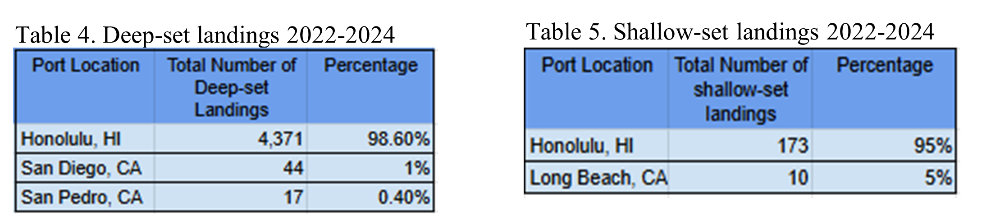 Table 4. Deep-set landings 2022-2024
Port Location Total Number of Percentage
Deep-set
Landings
Honolulu, HI 4,371 98.60%
San Diego, CA 44 1%
San Pedro, CA 17 0.40%
Table 5. Shallow-set landings 2022-2024
Port Location Total Number of Percentage
shallow-set
landings
Honolulu, HI 173 95%
Long Beach, CA 10 5%